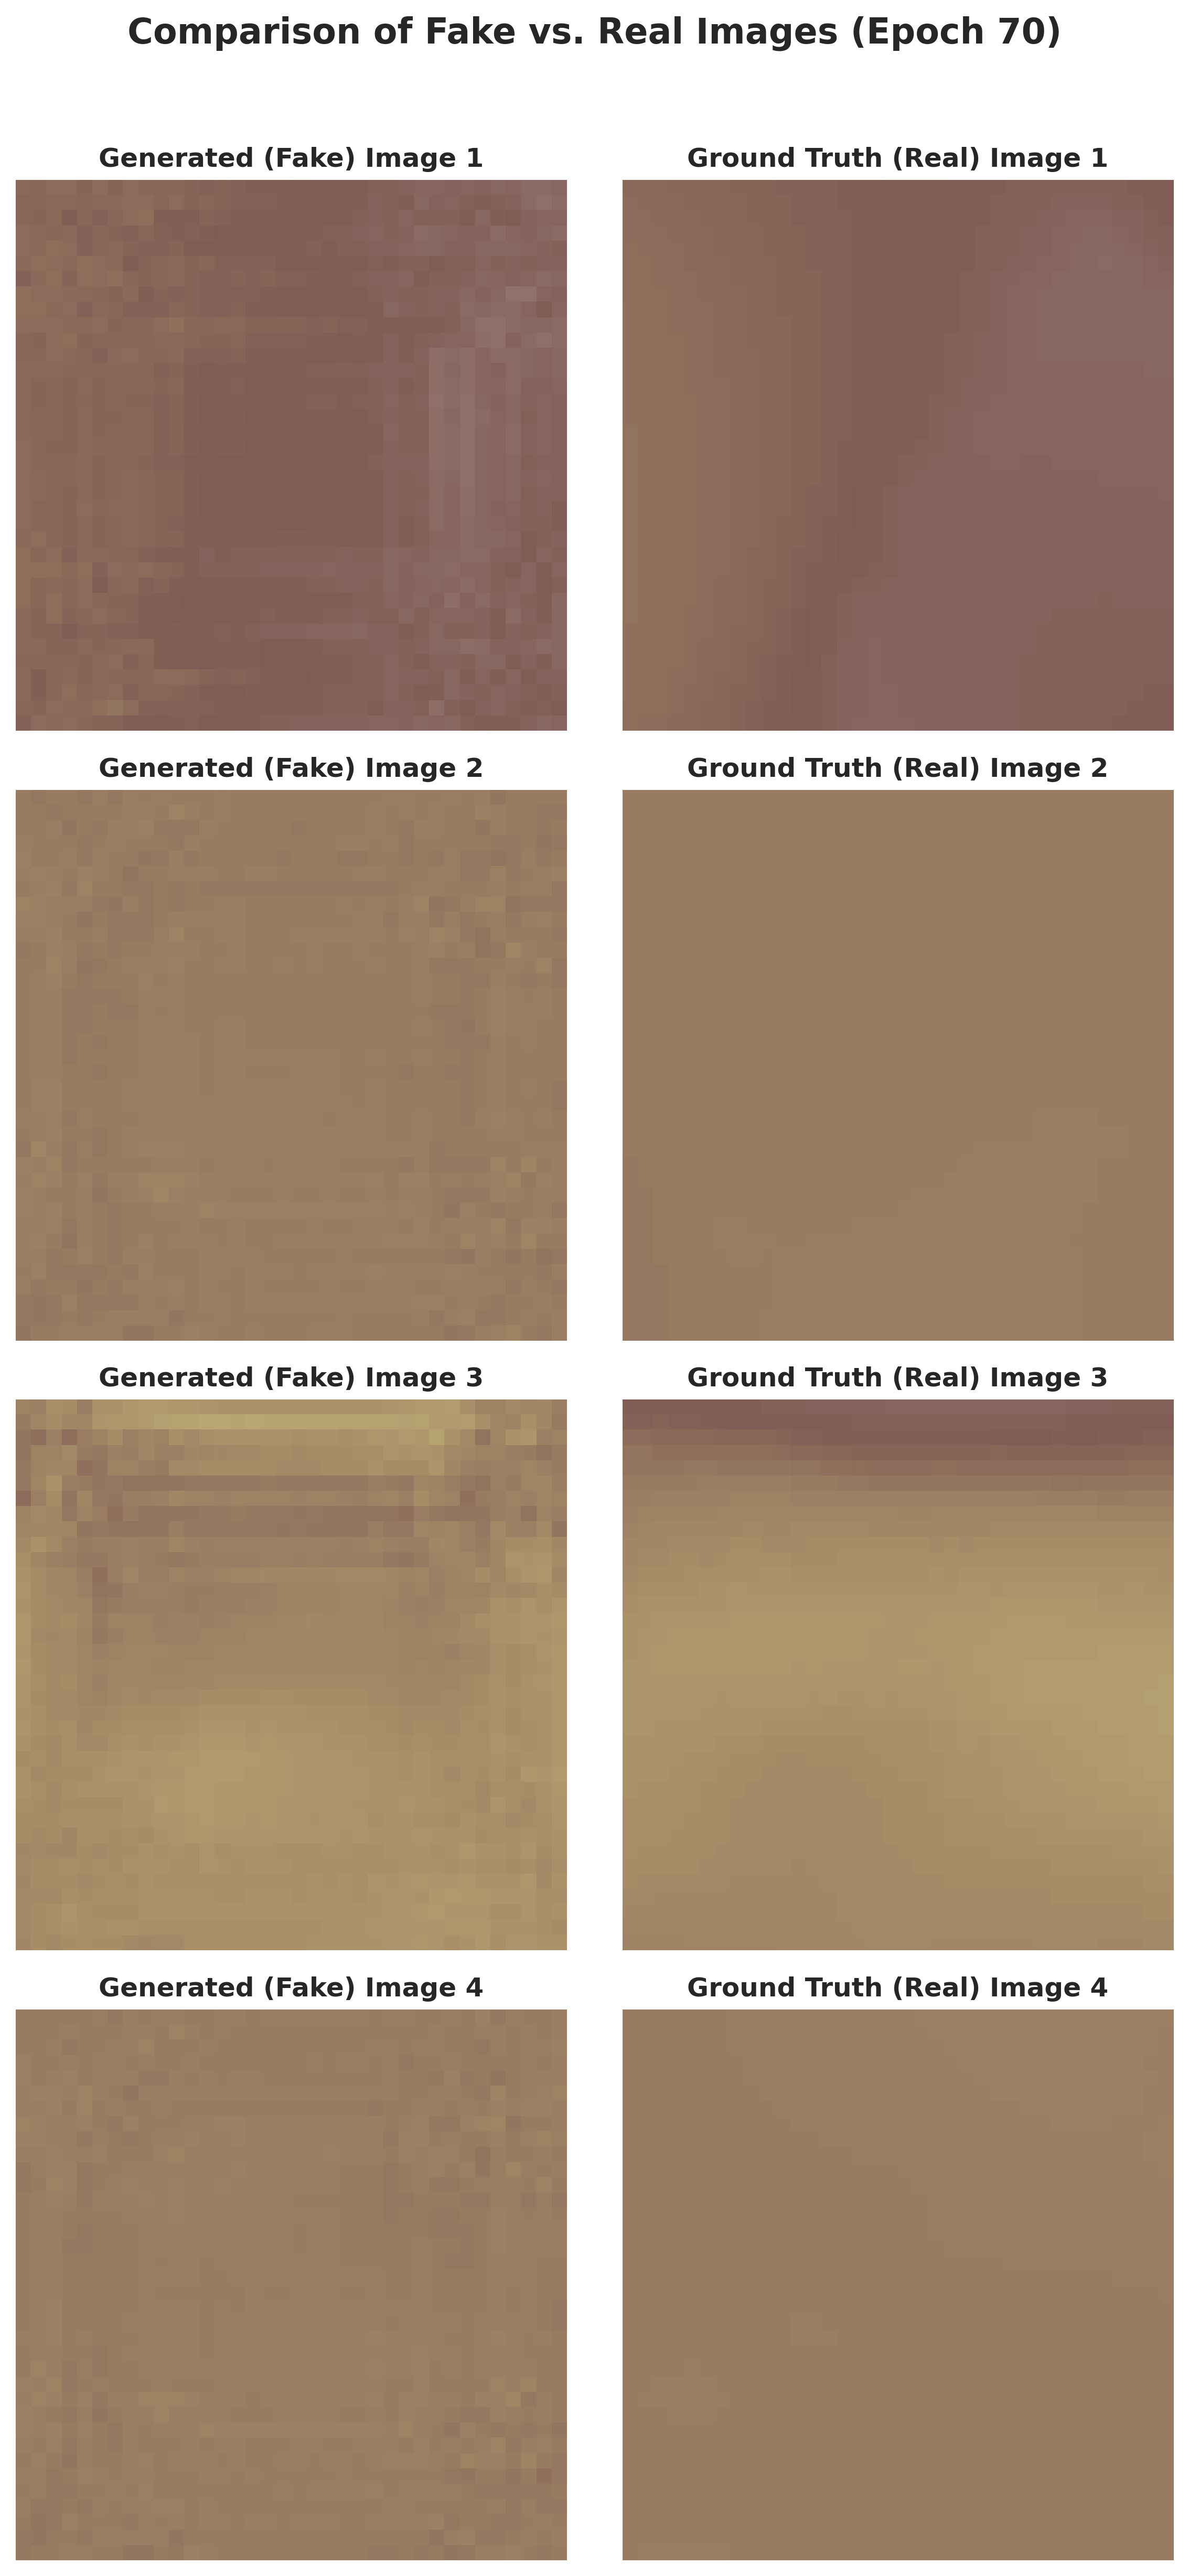 Comparison of Fake vs. Real Images (Epoch 70)
Generated (Fake) Image 1
Ground Truth (Real) Image 1
Generated (Fake) Image 2
Ground Truth (Real) Image 2
Generated (Fake) Image 3
Ground Truth (Real) Image 3
Generated (Fake) Image 4
Ground Truth (Real) Image 4